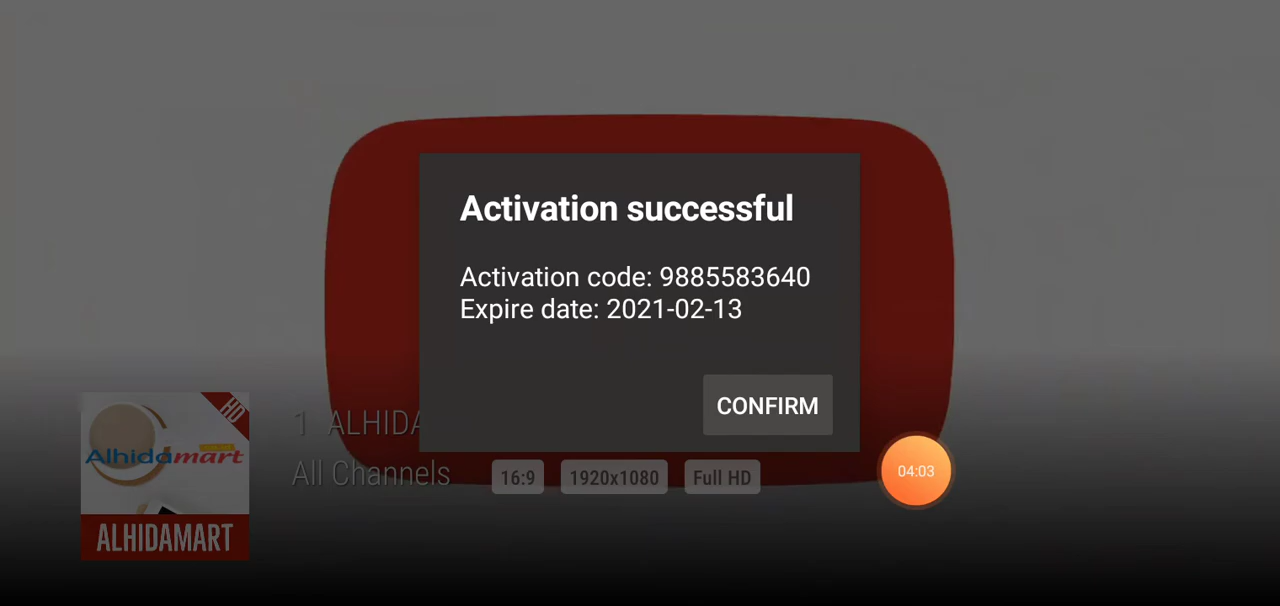 Activation successful
Activation code: 9885583640
Expire date: 2021-02-13
CONFIRM
HD
Alhidamart
ALHIDAMART
1 ALHIDA
All Channels
16:9
1920x1080
Full HD
04:03